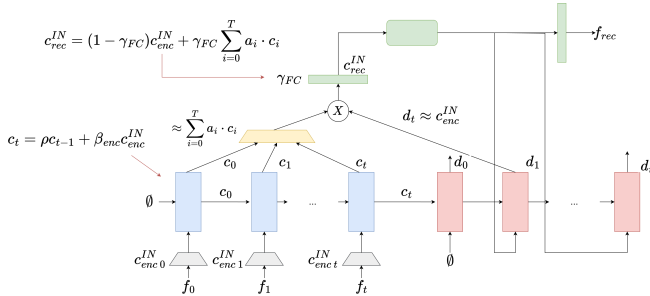 c_{rec}^{IN} = (1 - γ_{FC})c_{enc}^{IN} + γ_{FC} \sum_{i=0}^{T} a_i · c_i
f_{rec}
γ_{FC}
c_{rec}^{IN}
X
c_t = ρc_{t-1} + β_{enc}c_{enc}^{IN}
≈ \sum_{i=0}^{T} a_i · c_i
d_t ≈ c_{enc}^{IN}
c_0 c_1 c_t d_0 d_1
∅ c_0 ... c_t ...
c_{enc 0}^{IN} c_{enc 1}^{IN} c_{enc t}^{IN} ∅
f_0 f_1 f_t